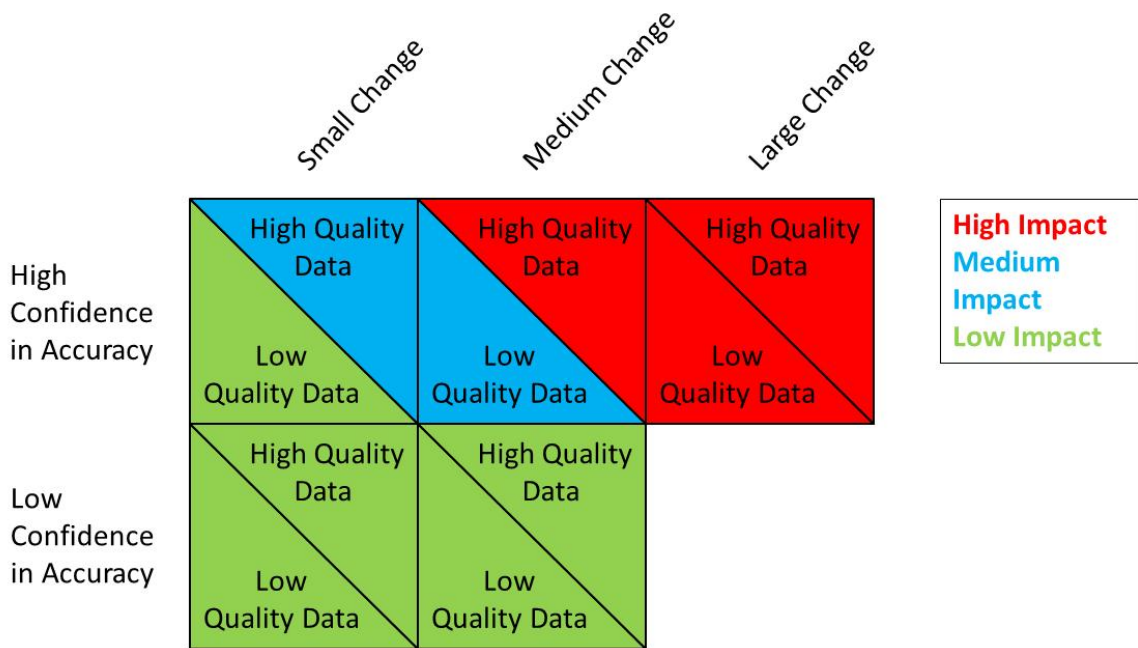 Small Change
Medium Change
Large Change
High
Confidence
in Accuracy
High Quality
Data
Low
Quality Data
High Quality
Data
Low
Quality Data
High Quality
Data
Low
Quality Data
High Impact
Medium
Impact
Low Impact
Low
Confidence
in Accuracy
High Quality
Data
Low
Quality Data
High Quality
Data
Low
Quality Data